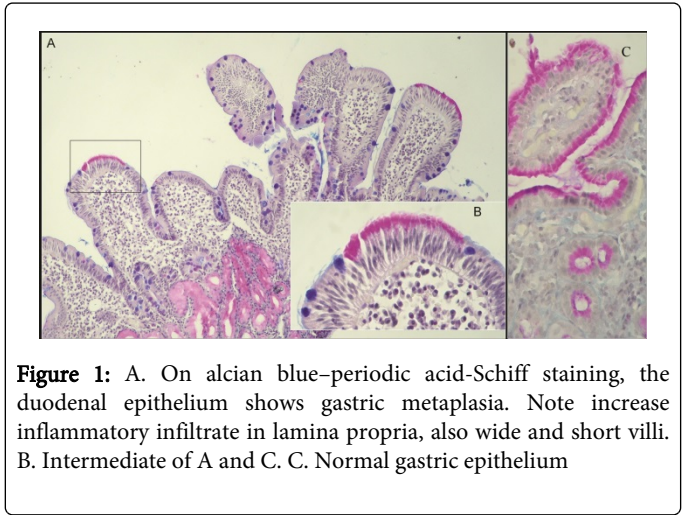 A
C
B
Figure 1: A. On alcian blue–periodic acid-Schiff staining, the
duodenal epithelium shows gastric metaplasia. Note increase
inflammatory infiltrate in lamina propria, also wide and short villi.
B. Intermediate of A and C. C. Normal gastric epithelium